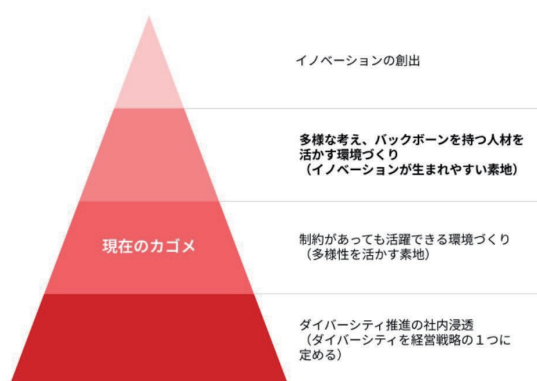 イノベーションの創出
多様な考え、バックボーンを持つ人材を
活かす環境づくり
（イノベーションが生まれやすい素地）
現在のカゴメ
制約があっても活躍できる環境づくり
（多様性を活かす素地）
ダイバーシティ推進の社内浸透
（ダイバーシティを経営戦略の１つに
定める）